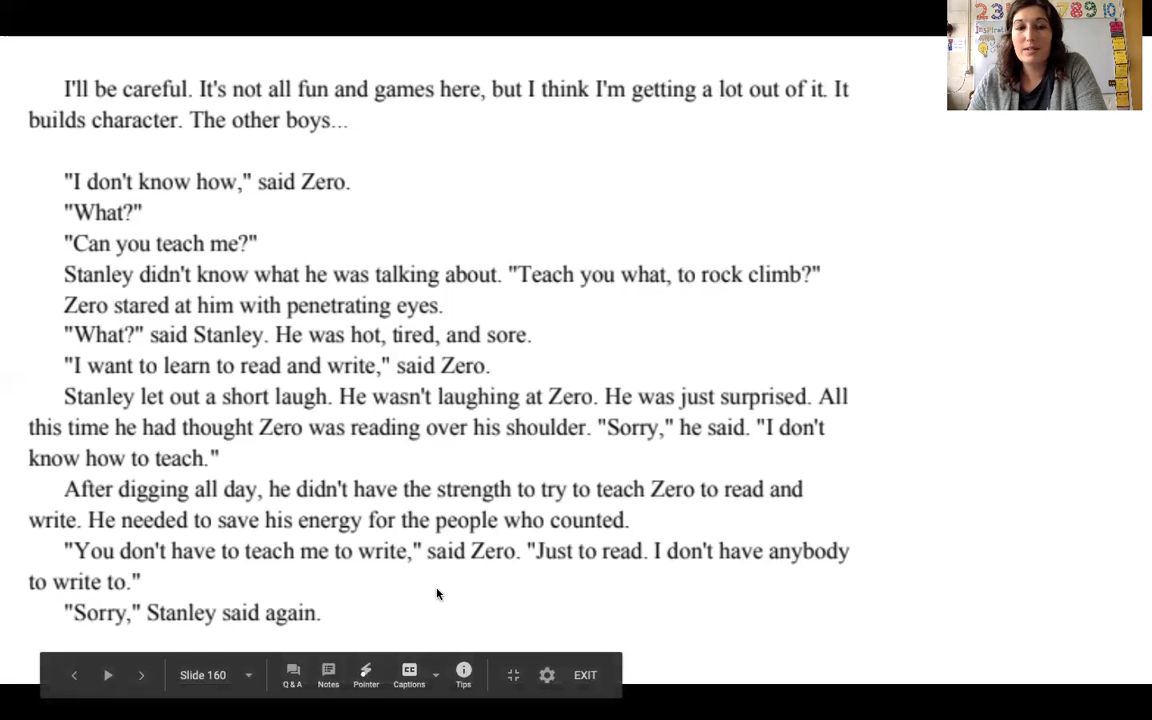 23 7890
Inspirat
I'll be careful. It's not all fun and games here, but I think I'm getting a lot out of it. It
builds character. The other boys...
"I don't know how," said Zero.
"What?"
"Can you teach me?"
Stanley didn't know what he was talking about. "Teach you what, to rock climb?"
Zero stared at him with penetrating eyes.
"What?" said Stanley. He was hot, tired, and sore.
"I want to learn to read and write," said Zero.
Stanley let out a short laugh. He wasn't laughing at Zero. He was just surprised. All
this time he had thought Zero was reading over his shoulder. "Sorry," he said. "I don't
know how to teach."
After digging all day, he didn't have the strength to try to teach Zero to read and
write. He needed to save his energy for the people who counted.
"You don't have to teach me to write," said Zero. "Just to read. I don't have anybody
to write to."
"Sorry," Stanley said again.
Slide 160 Q & A Notes Pointer CC Captions Tips EXIT